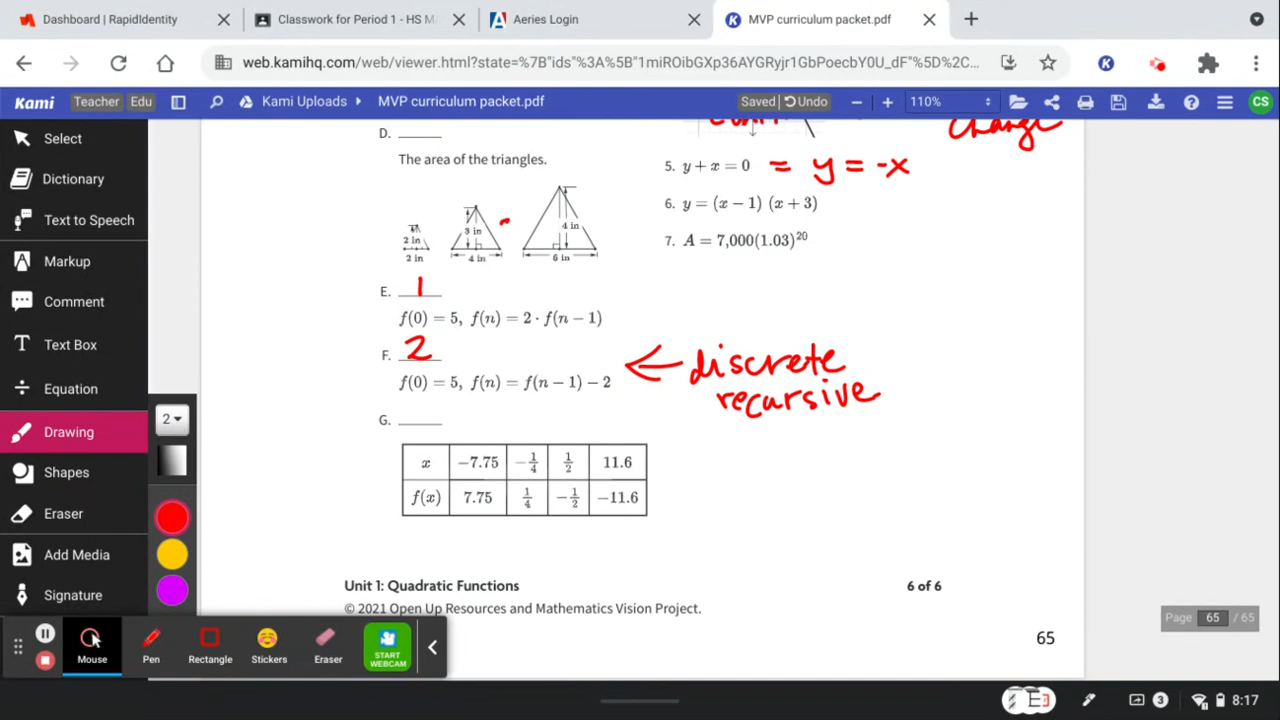 Dashboard | RapidIdentity
Classwork for Period 1 - HS M
Aeries Login
MVP curriculum packet.pdf
web.kamihq.com/web/viewer.html?state=%7B"ids"%3A%5B"1miROibGXp36AYGRyjr1GbPoecbY0U_dF"%5D%2C...
Kami Teacher Edu Kami Uploads MVP curriculum packet.pdf Saved Undo 110% CS
Select
Dictionary
Text to Speech
Markup
Comment
Text Box
Equation
Drawing
Shapes
Eraser
Add Media
Signature
2
D. ____
The area of the triangles.
2 in
2 in
3 in
4 in
4 in
6 in
E. 1
f(0) = 5, f(n) = 2 · f(n − 1)
F. 2
f(0) = 5, f(n) = f(n − 1) − 2
G. ____
x −7.75 −1/4 1/2 11.6
f(x) 7.75 1/4 −1/2 −11.6
change
5. y + x = 0 = y = -x
6. y = (x − 1) (x + 3)
7. A = 7,000(1.03)^20
discrete
recursive
Unit 1: Quadratic Functions
6 of 6
© 2021 Open Up Resources and Mathematics Vision Project.
65
Page 65 / 65
Mouse
Pen
Rectangle
Stickers
Eraser
START
WEBCAM
3
8:17